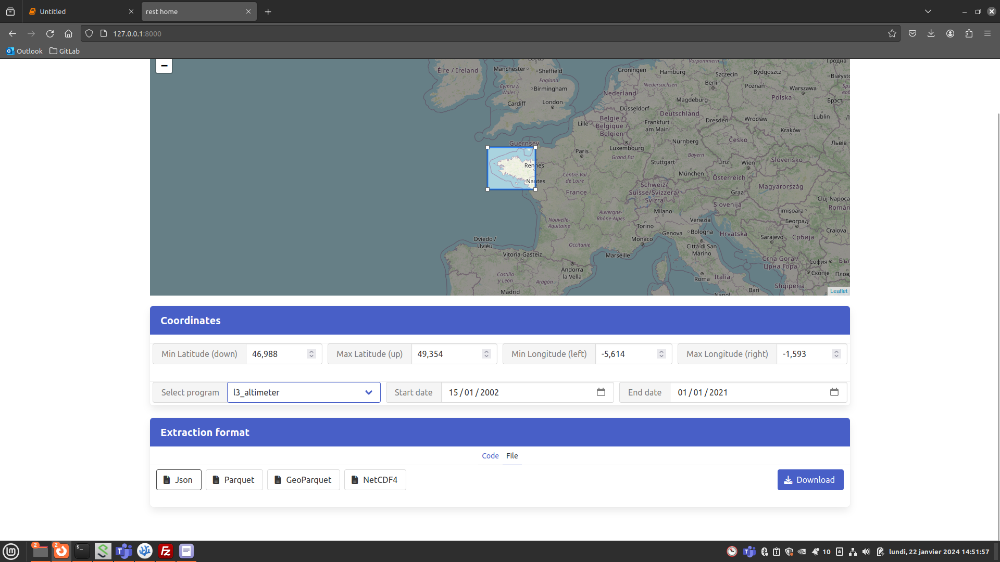 Untitled
rest home
127.0.0.1:8000
Outlook
GitLab
−
Éire / Ireland
Manchester
Sheffield
England
Cymru /
Wales
Birmingham
Cardiff
London
Guernsey
Groningen
Hamburg
Vorpommern
Szczecin
Bydgoszcz
Niedersachsen
Berlin
Poznań
Warszawa
Nederland
Magdeburg
Polska
Брэст
Düsseldorf
Deutschland
Lublin
Lille
België /
Belgique /
Belgien
Frankfurt
am Main
Dresden
Wrocław
Kraków
Česko
Львів
Nürnberg
Luxembourg
Paris
Grand Est
Bayern
Stuttgart
Linz
Wien
Slovensko
Rennes
Nantes
Centre-Val
de Loire
München
Österreich
Schweiz/
Suisse/Svizzera/
Svizra
Magyarország
France
Graz
Cluj-Napoca
Slovenija
Român
Milano
Timișoara
Auvergne-
Rhône-Alpes
Nouvelle-
Aquitaine
Venezia
Београд
Torino
Genova
Bologna
Hrvatska
Craiova
Monaco
Sarajevo
Србија
Oviedo /
Uviéu
Occitanie
Città di San
Marino
Vitoria-Gasteiz
Marseille
Crna Gora /
Црна Гора
София
Andorra
la Vella
Скопје
Castilla
y León
Aragón
Roma
Italia
Shqipëria
Madrid
Bari
Napoli
Leaflet
Coordinates
Min Latitude (down) 46,988 Max Latitude (up) 49,354 Min Longitude (left) -5,614 Max Longitude (right) -1,593
Select program l3_altimeter Start date 15/01/2002 End date 01/01/2021
Extraction format
Code File
Json Parquet GeoParquet NetCDF4 Download
2 2 10 lundi, 22 janvier 2024 14:51:57